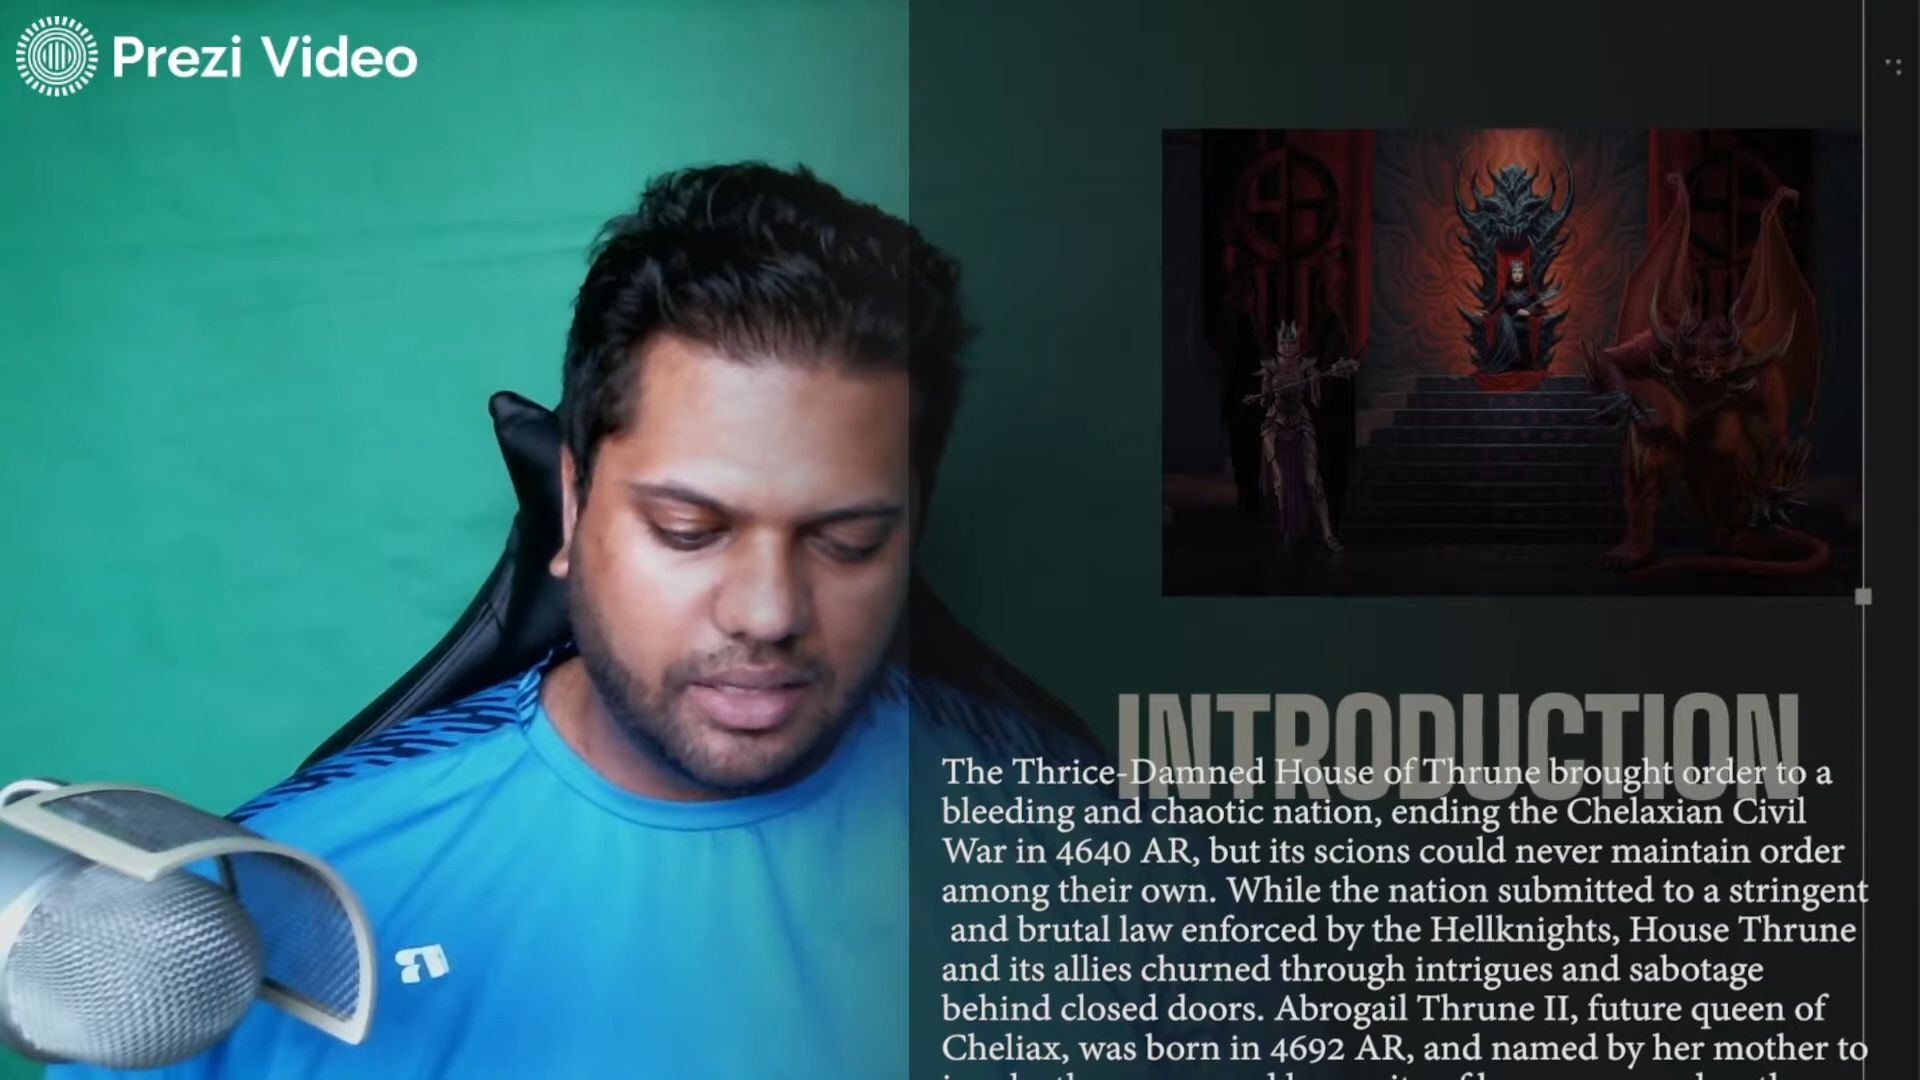 Prezi Video
INTRODUCTION
The Thrice-Damned House of Thrune brought order to a
bleeding and chaotic nation, ending the Chelaxian Civil
War in 4640 AR, but its scions could never maintain order
among their own. While the nation submitted to a stringent
and brutal law enforced by the Hellknights, House Thrune
and its allies churned through intrigues and sabotage
behind closed doors. Abrogail Thrune II, future queen of
Cheliax, was born in 4692 AR, and named by her mother to